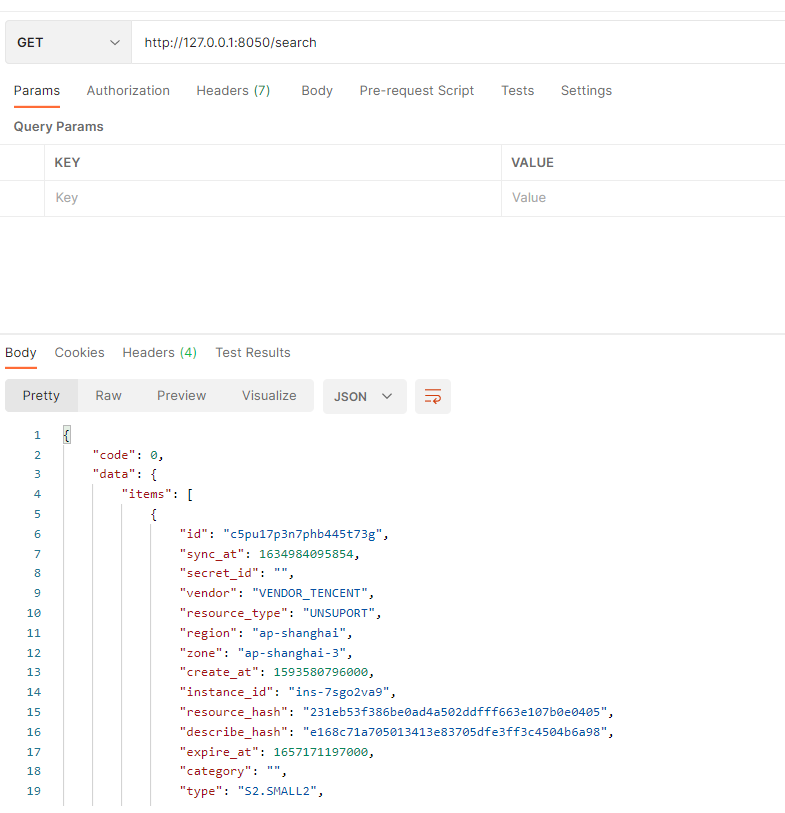 GET http://127.0.0.1:8050/search
Params Authorization Headers (7) Body Pre-request Script Tests Settings
Query Params
KEY VALUE
Key Value
Body Cookies Headers (4) Test Results
Pretty Raw Preview Visualize JSON
1 {
2 "code": 0,
3 "data": {
4 "items": [
5 {
6 "id": "c5pu17p3n7phb445t73g",
7 "sync_at": 1634984095854,
8 "secret_id": "",
9 "vendor": "VENDOR_TENCENT",
10 "resource_type": "UNSUPORT",
11 "region": "ap-shanghai",
12 "zone": "ap-shanghai-3",
13 "create_at": 1593580796000,
14 "instance_id": "ins-7sgo2va9",
15 "resource_hash": "231eb53f386be0ad4a502ddfff663e107b0e0405",
16 "describe_hash": "e168c71a705013413e83705dfe3ff3c4504b6a98",
17 "expire_at": 1657171197000,
18 "category": "",
19 "type": "S2.SMALL2",